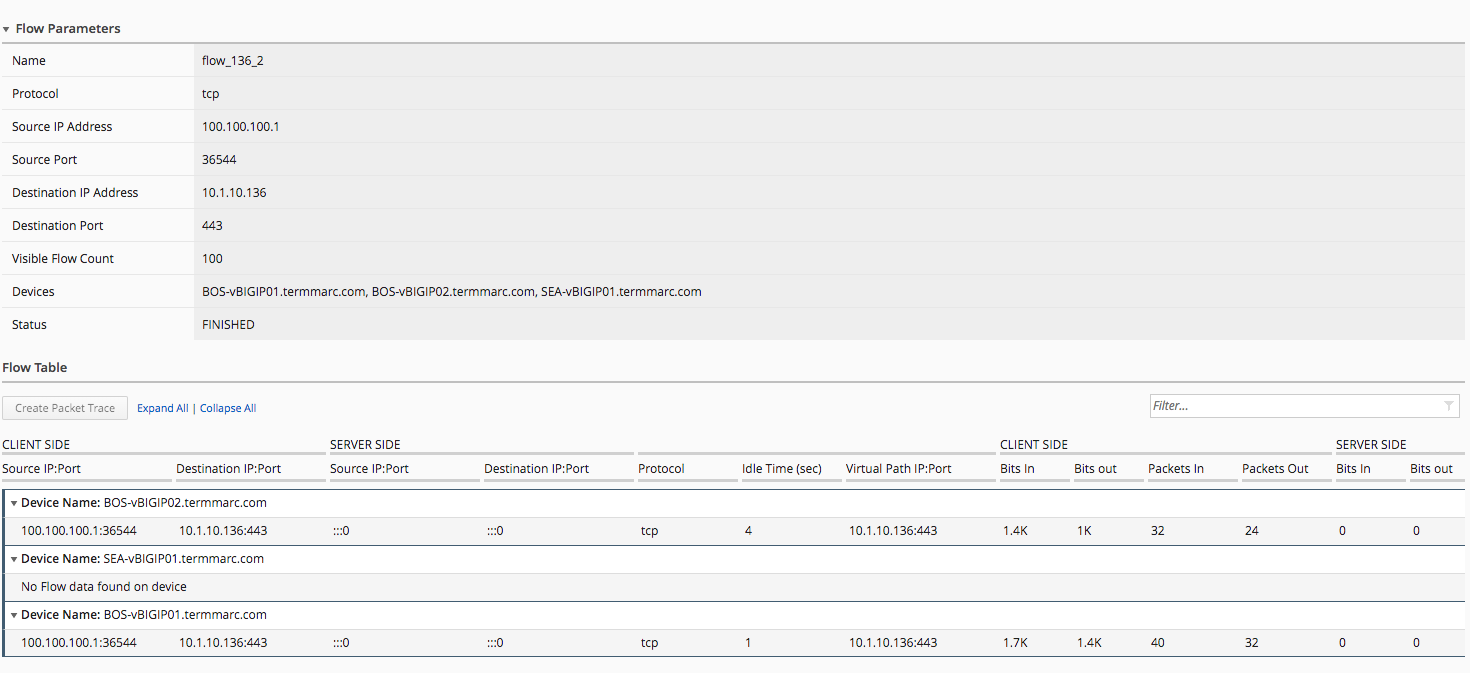 Flow Parameters
Name flow_136_2
Protocol tcp
Source IP Address 100.100.100.1
Source Port 36544
Destination IP Address 10.1.10.136
Destination Port 443
Visible Flow Count 100
Devices BOS-vBIGIP01.termmarc.com, BOS-vBIGIP02.termmarc.com, SEA-vBIGIP01.termmarc.com
Status FINISHED
Flow Table
Create Packet Trace Expand All | Collapse All Filter...
CLIENT SIDE SERVER SIDE CLIENT SIDE SERVER SIDE
Source IP:Port Destination IP:Port Source IP:Port Destination IP:Port Protocol Idle Time (sec) Virtual Path IP:Port Bits In Bits out Packets In Packets Out Bits In Bits out
Device Name: BOS-vBIGIP02.termmarc.com
100.100.100.1:36544 10.1.10.136:443 :::0 :::0 tcp 4 10.1.10.136:443 1.4K 1K 32 24 0 0
Device Name: SEA-vBIGIP01.termmarc.com
No Flow data found on device
Device Name: BOS-vBIGIP01.termmarc.com
100.100.100.1:36544 10.1.10.136:443 :::0 :::0 tcp 1 10.1.10.136:443 1.7K 1.4K 40 32 0 0